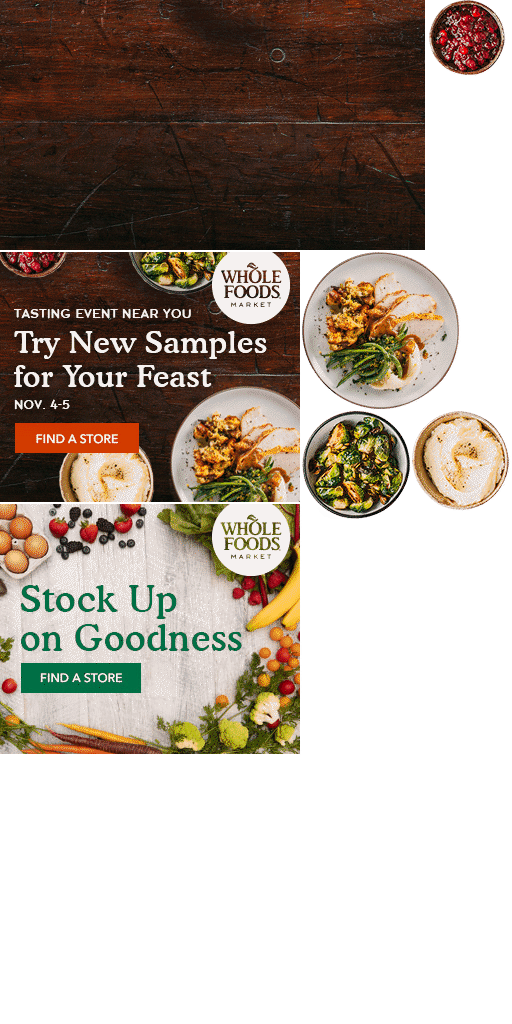 WHOLE
FOODS
MARKET
TASTING EVENT NEAR YOU
Try New Samples
for Your Feast
NOV. 4-5
FIND A STORE
WHOLE
FOODS
MARKET
Stock Up
on Goodness
FIND A STORE